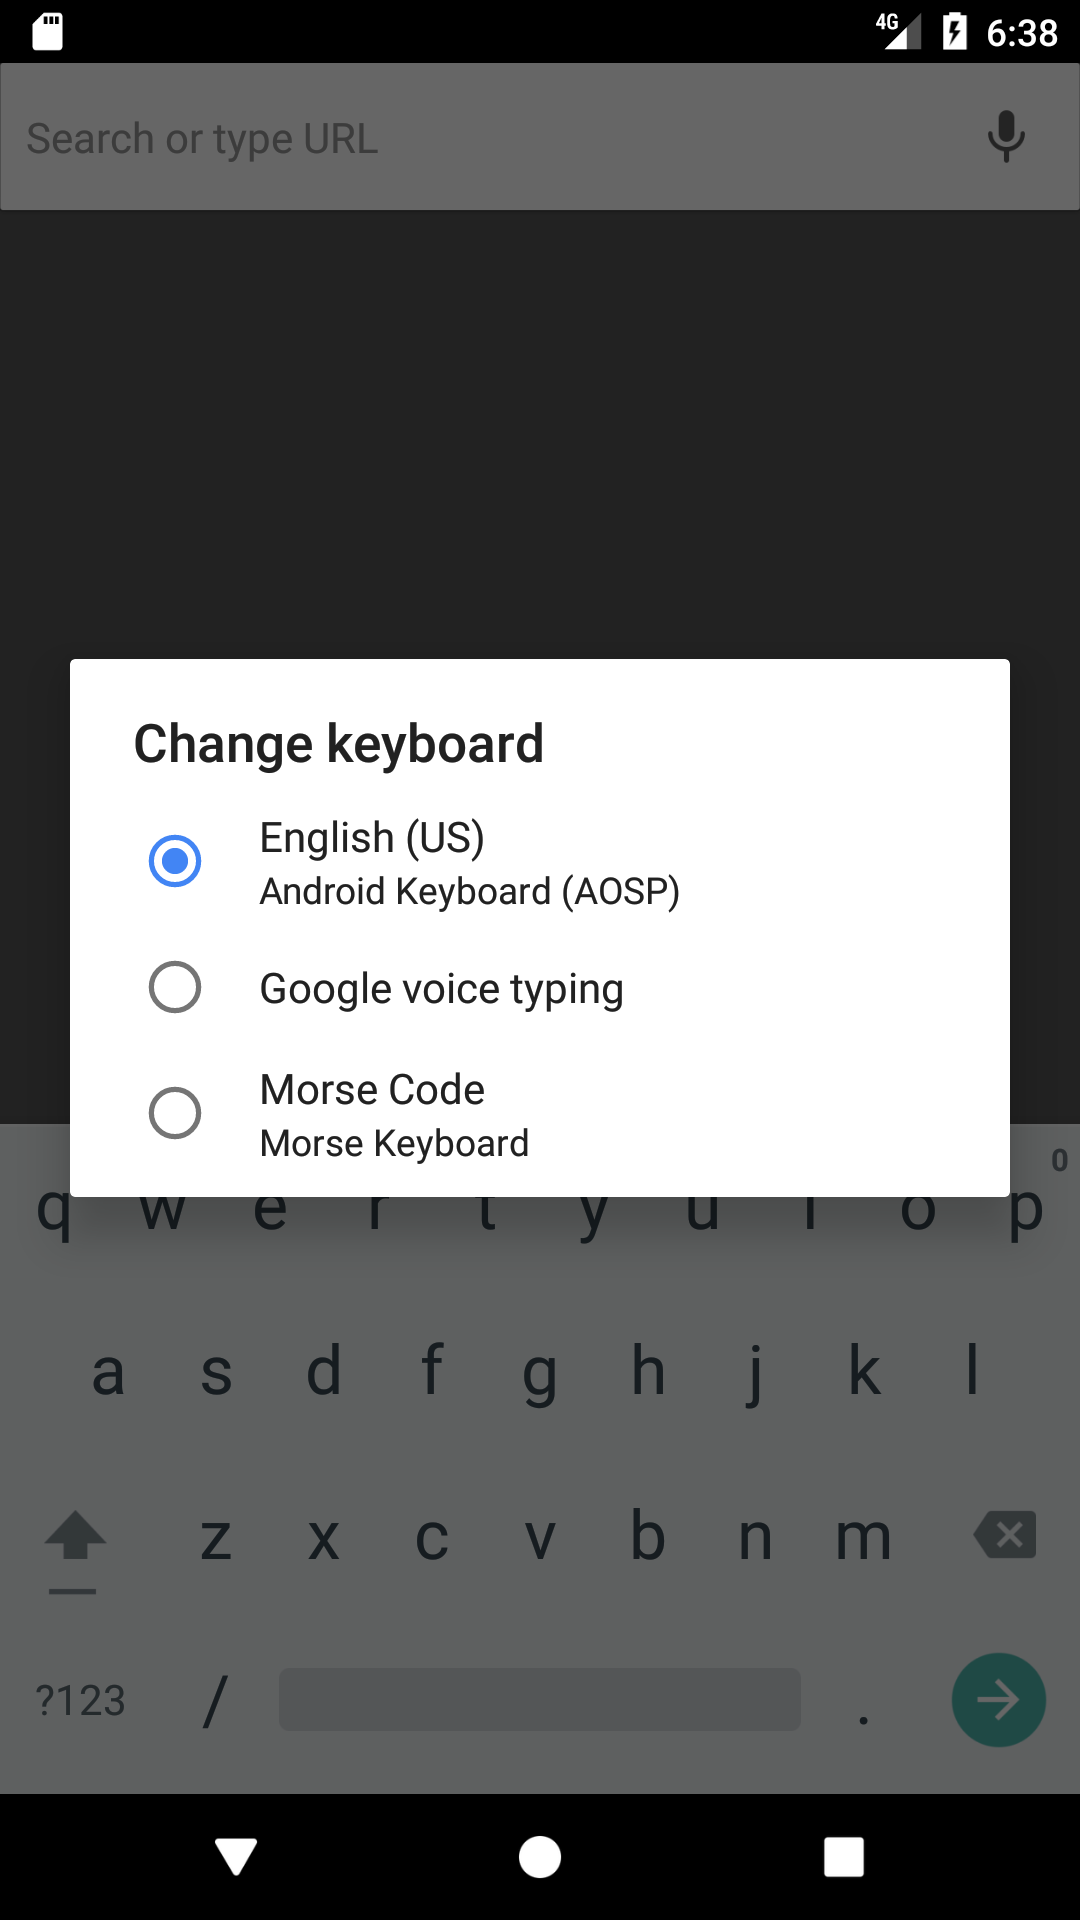 4G 6:38
Search or type URL
Change keyboard
English (US)
Android Keyboard (AOSP)
Google voice typing
Morse Code
Morse Keyboard
0
q w e r t y u i o p
a s d f g h j k l
z x c v b n m
?123 / .